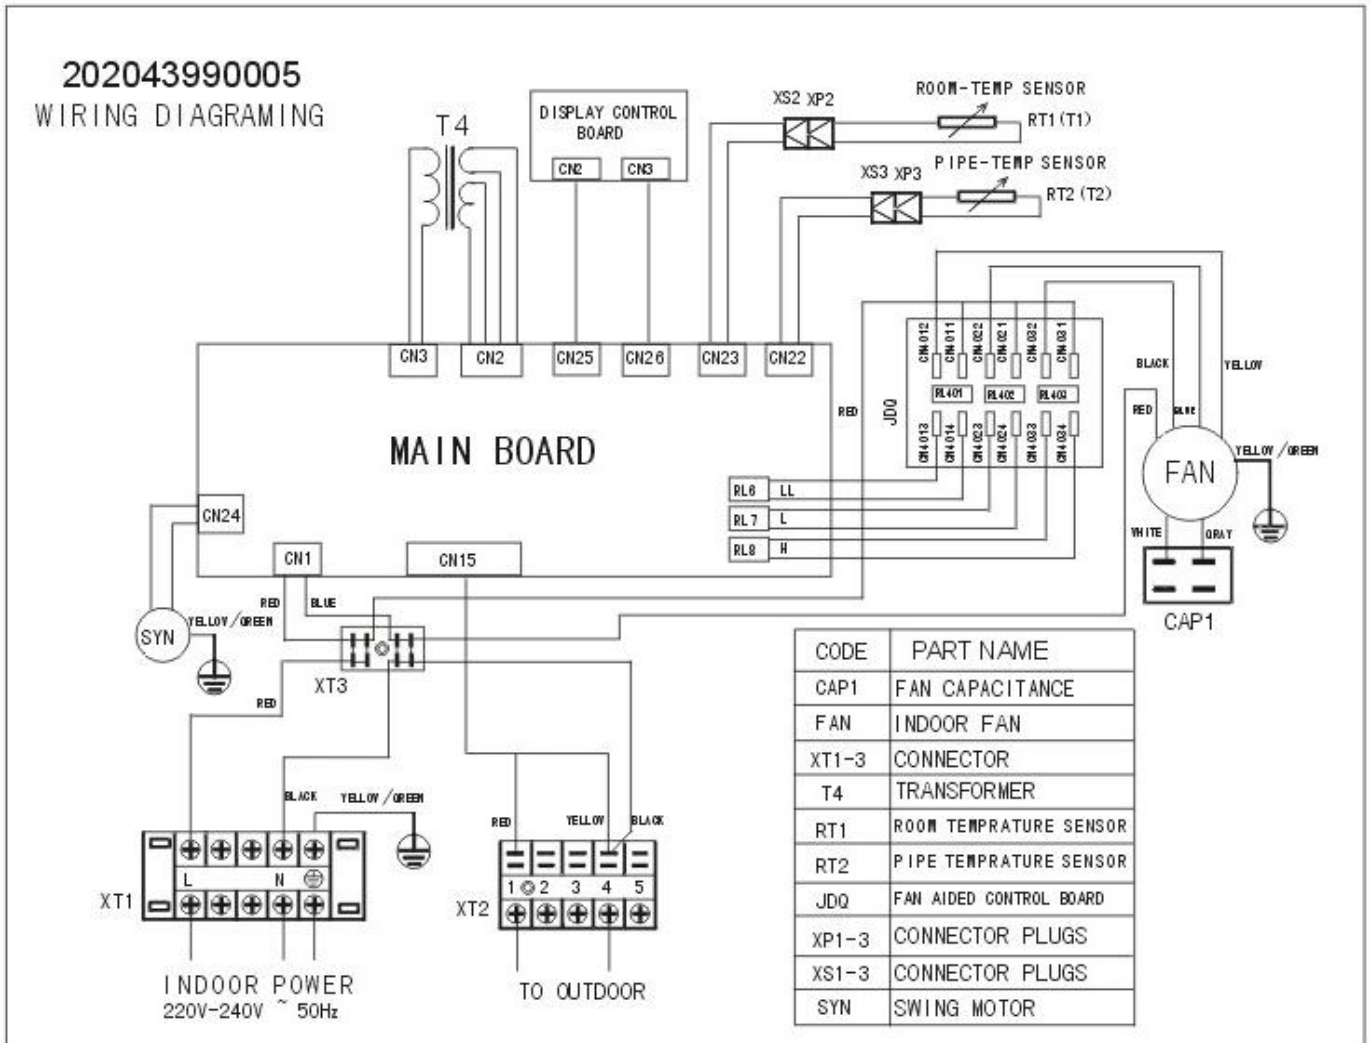 202043990005
WIRING DIAGRAMING
T4
DISPLAY CONTROL
BOARD
CN2
CN3
XS2 XP2
ROOM-TEMP SENSOR
RT1(T1)
XS3 XP3
PIPE-TEMP SENSOR
RT2(T2)
CN3
CN2
CN25
CN26
CN23
CN22
MAIN BOARD
RED
JDQ
CN4012
CN4011
CN4022
CN4021
CN4032
CN4031
RL401
RL402
RL403
CN4013
CN4014
CN4023
CN4024
CN4033
CN4034
BLACK
YELLOV
RED
BLUE
FAN
YELLOV/GREEN
WHITE
GRAY
CAP1
RL6
LL
RL7
L
RL8
H
CN24
CN1
CN15
RED
BLUE
SYN
YELLOV/GREEN
XT3
RED
BLACK
YELLOV/GREEN
XT1
L
N
INDOOR POWER
220V-240V ~ 50Hz
RED
YELLOV
BLACK
XT2
1 2 3 4 5
TO OUTDOOR
CODE PART NAME
CAP1 FAN CAPACITANCE
FAN INDOOR FAN
XT1-3 CONNECTOR
T4 TRANSFORMER
RT1 ROOM TEMPRATURE SENSOR
RT2 PIPE TEMPRATURE SENSOR
JDQ FAN AIDED CONTROL BOARD
XP1-3 CONNECTOR PLUGS
XS1-3 CONNECTOR PLUGS
SYN SWING MOTOR